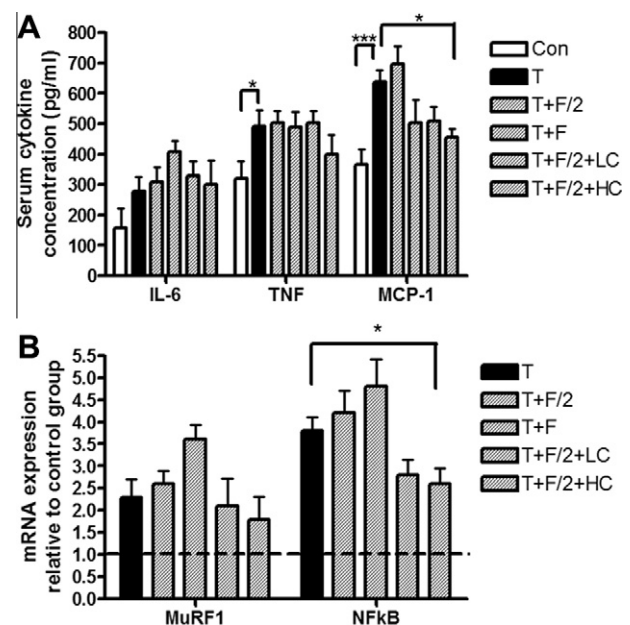 A
Serum cytokine
concentration (pg/ml)
800
700
600
500
400
300
200
100
0
*
***
*
IL-6
TNF
MCP-1
Con
T
T+F/2
T+F
T+F/2+LC
T+F/2+HC
B
mRNA expression
relative to control group
5.5
5.0
4.5
4.0
3.5
3.0
2.5
2.0
1.5
1.0
0.5
0.0
*
MuRF1
NFkB
T
T+F/2
T+F
T+F/2+LC
T+F/2+HC